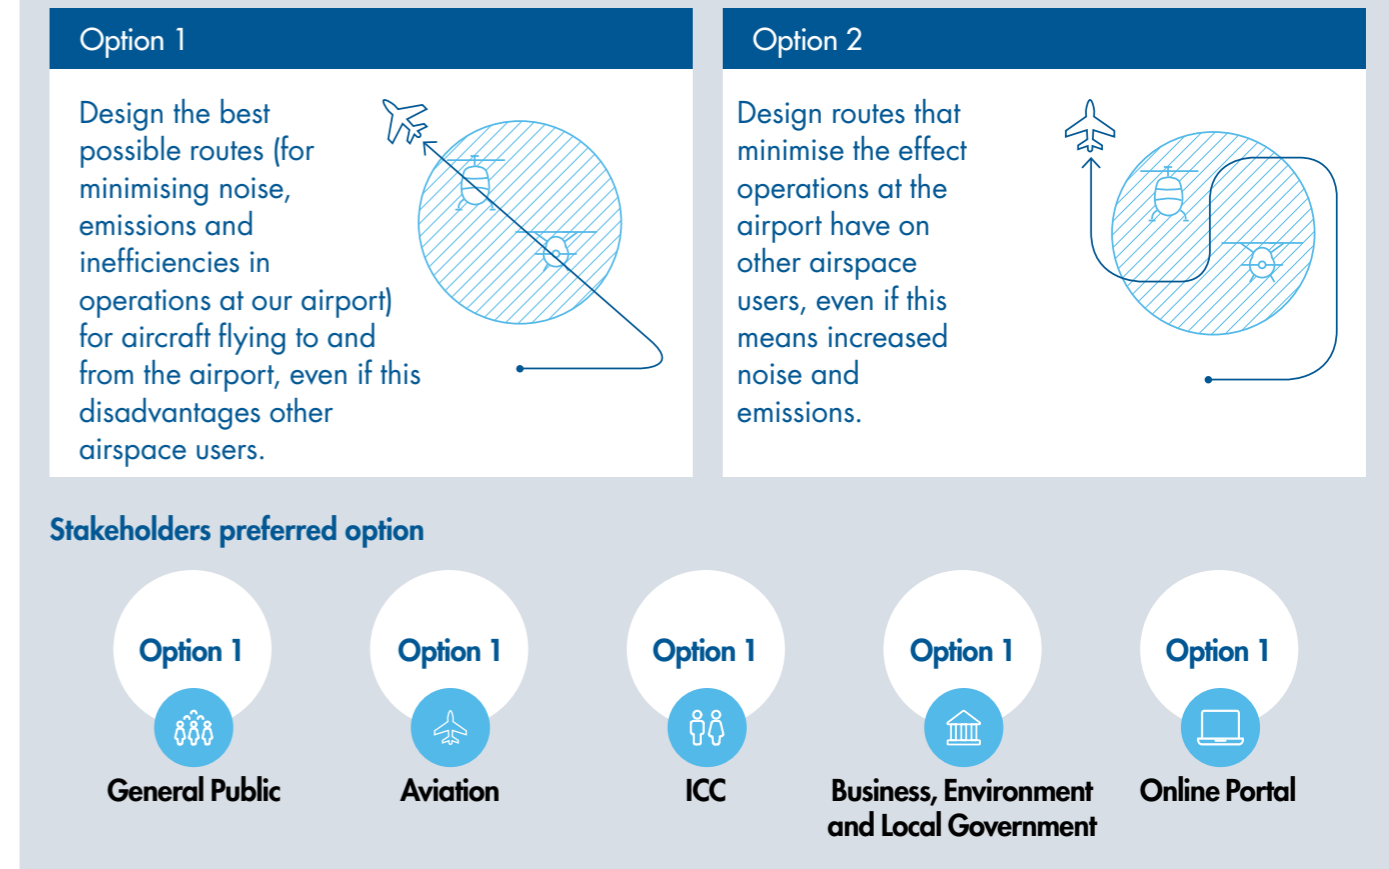 Option 1
Design the best
possible routes (for
minimising noise,
emissions and
inefficiencies in
operations at our airport)
for aircraft flying to and
from the airport, even if this
disadvantages other
airspace users.
Option 2
Design routes that
minimise the effect
operations at the
airport have on
other airspace
users, even if this
means increased
noise and
emissions.
Stakeholders preferred option
Option 1
General Public
Option 1
Aviation
Option 1
ICC
Option 1
Business, Environment
and Local Government
Option 1
Online Portal